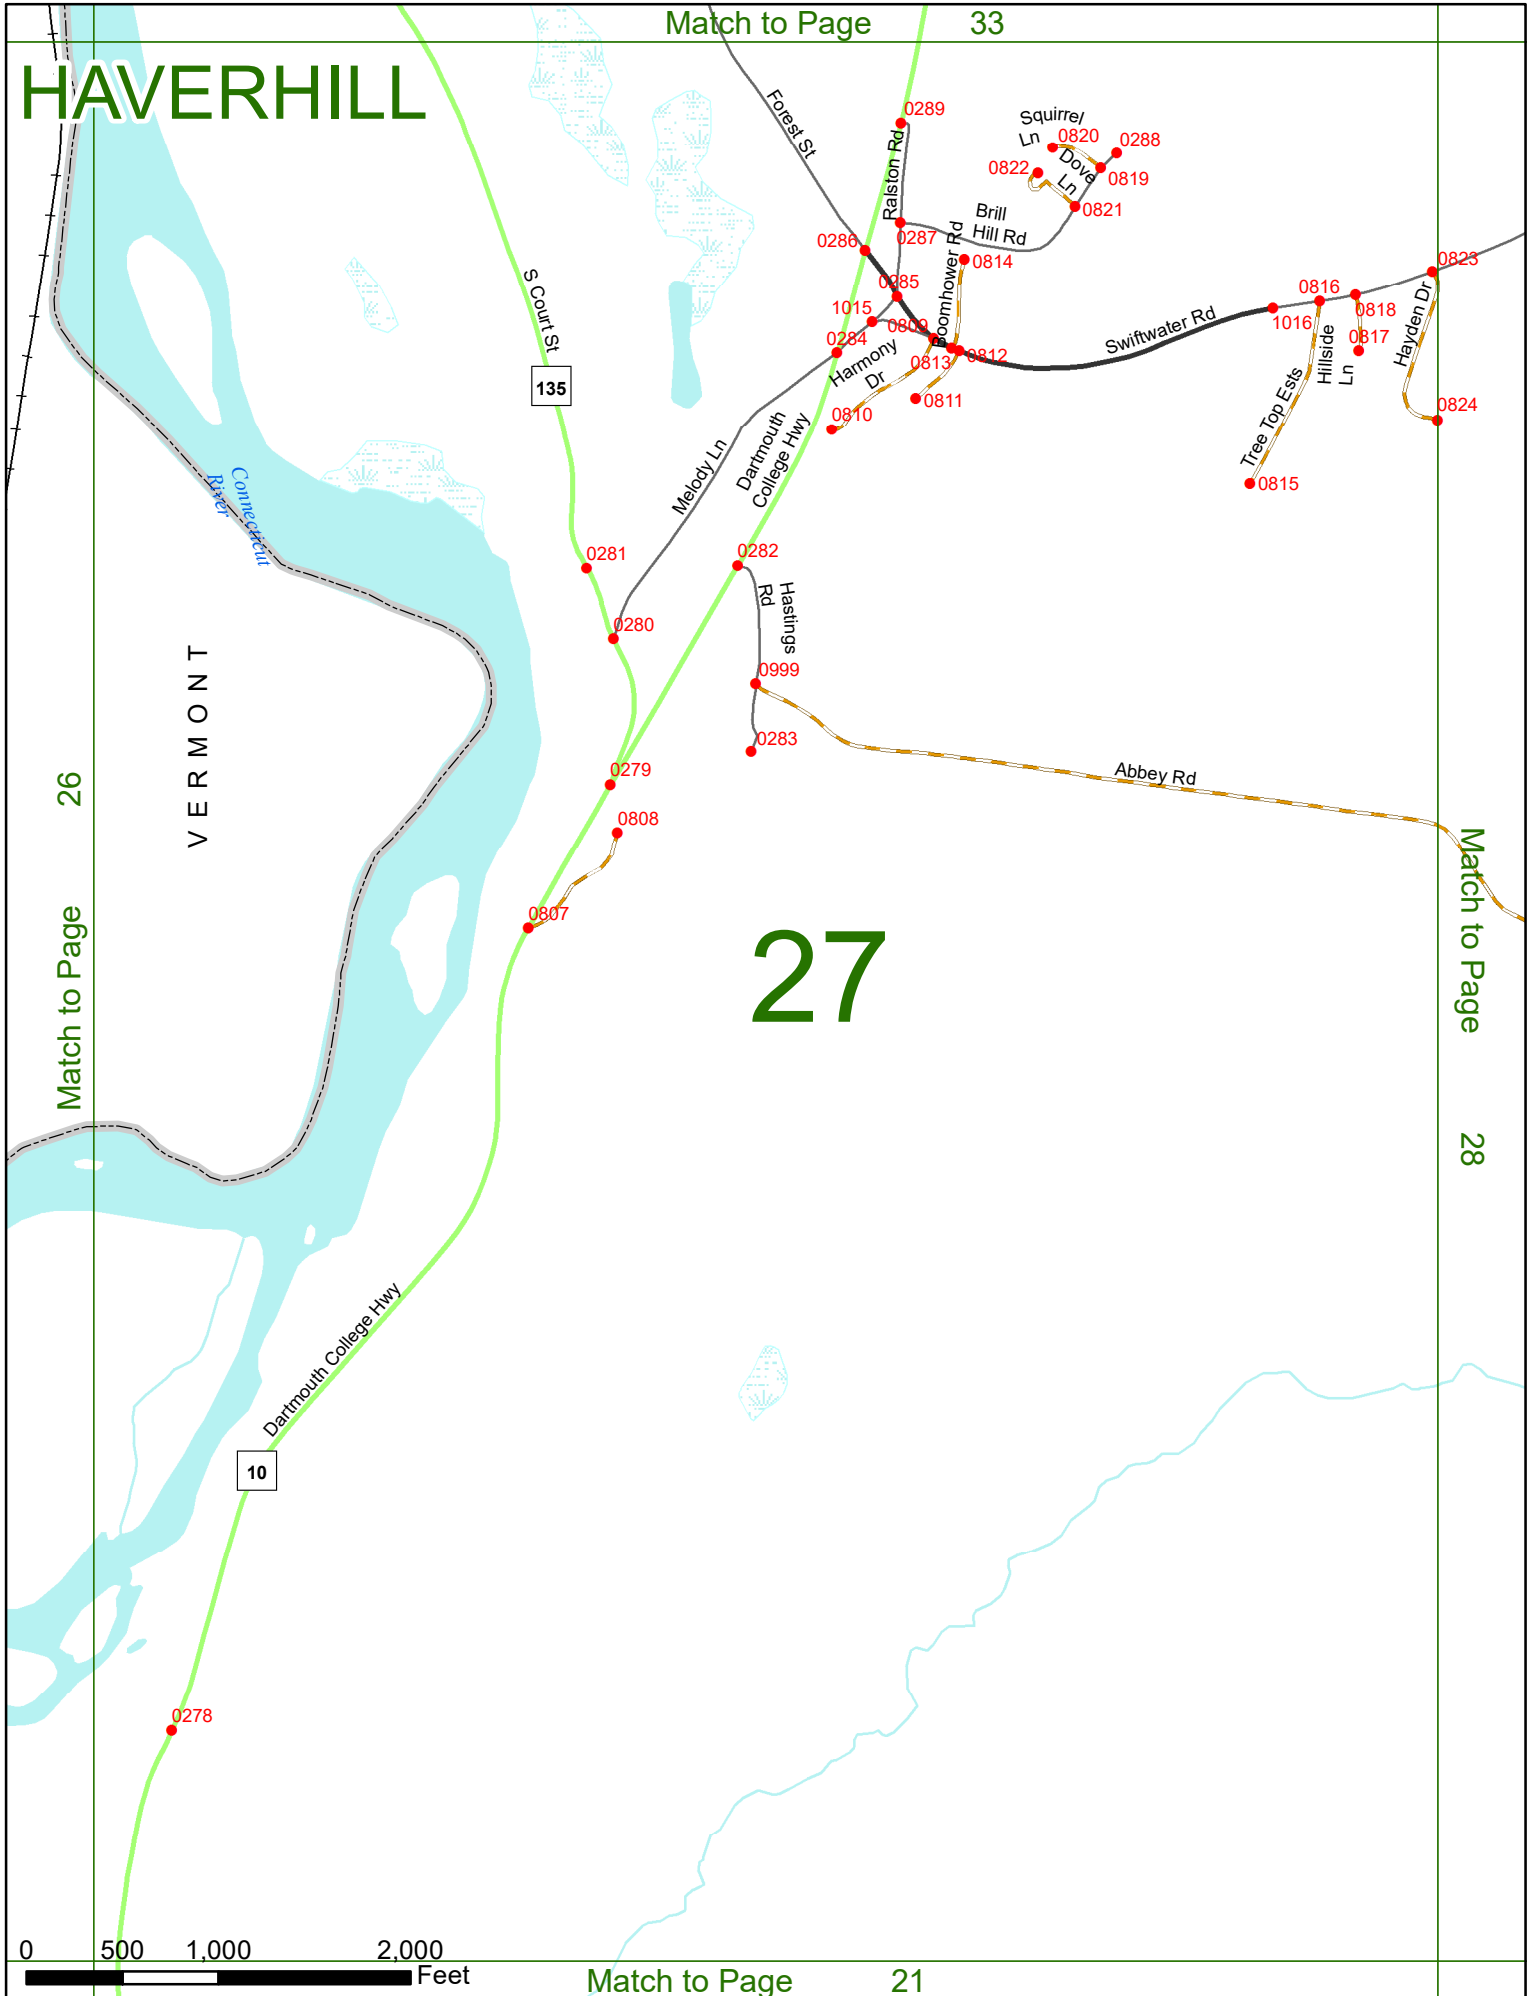 Match to Page 33
HAVERHILL
Forest St
0289
Ralston Rd
Squirrel
Ln
0820
0288
0822
Dove
Ln
0819
0821
Brill
Hill Rd
0286
0287
Boomhower Rd
0814
0285
S Court St
1015
0809
0823
0816
0818
Hayden Dr
1016
Swiftwater Rd
0284
Harmony
Dr
0813
0812
Hillside
Ln
0817
135
0811
Tree Top Ests
0810
0824
Dartmouth
College Hwy
Melody Ln
0815
Connecticut
River
0281
0282
Hastings
Rd
0280
VERMONT
0999
0283
Abbey Rd
0279
26
Match to Page
0808
Match to Page
28
0807
27
Dartmouth College Hwy
10
0278
0 500 1,000 2,000
Feet
Match to Page 21